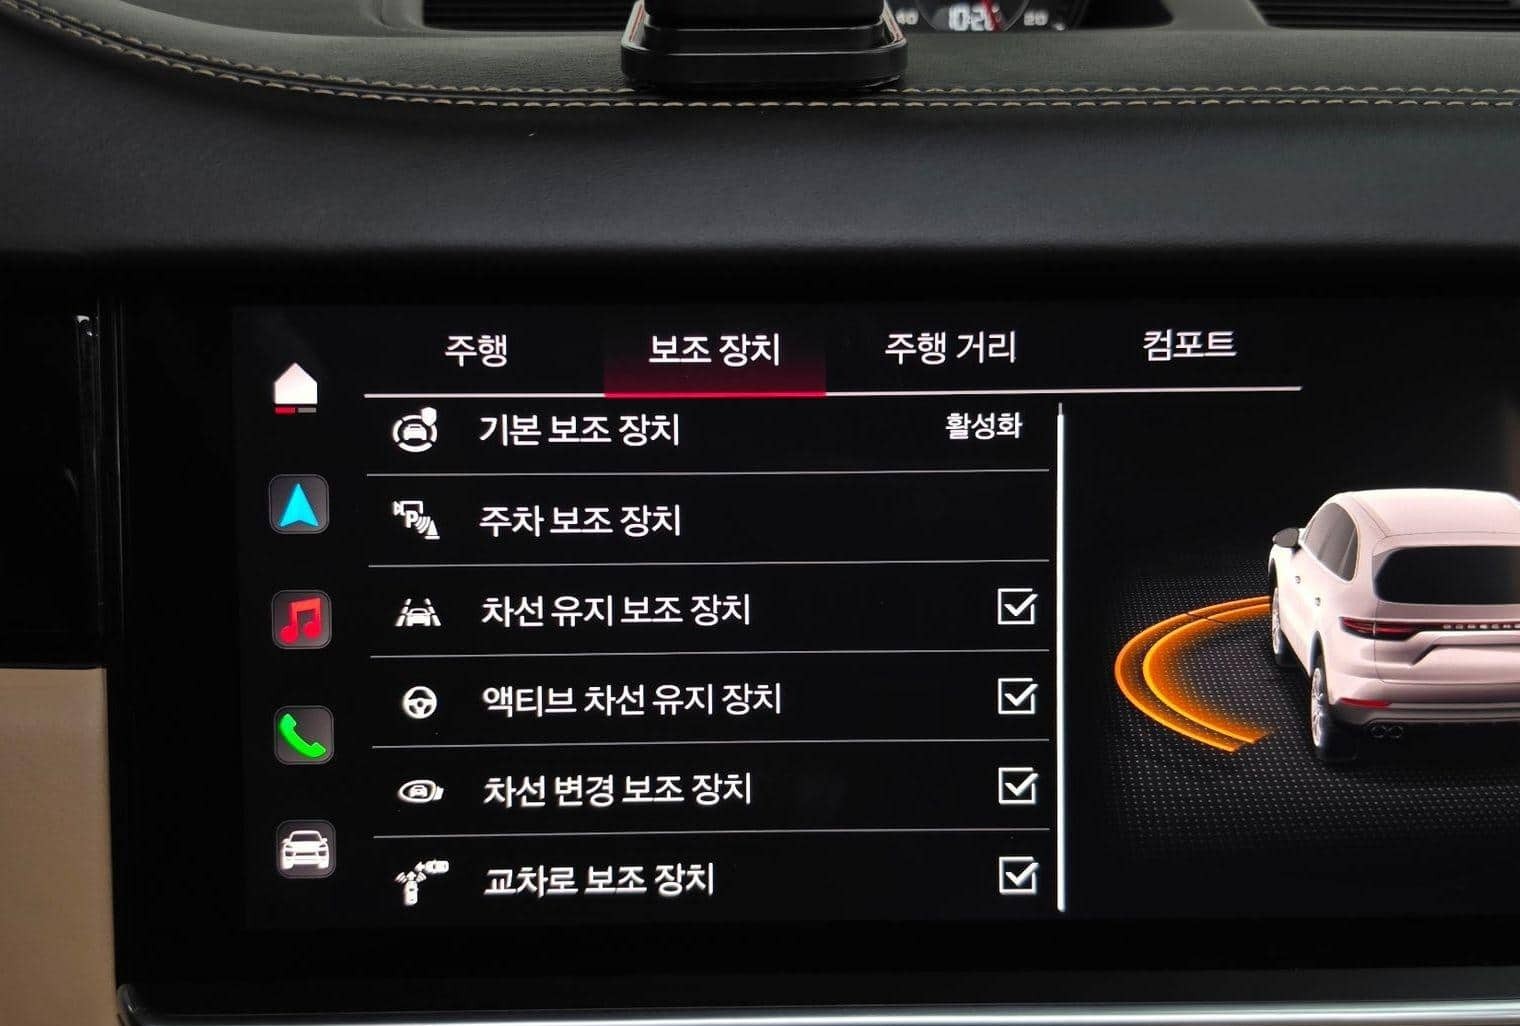 20
주행 보조 장치 주행 거리 컴포트
기본 보조 장치 활성화
주차 보조 장치
차선 유지 보조 장치
액티브 차선 유지 장치
차선 변경 보조 장치
교차로 보조 장치
PORSCHE